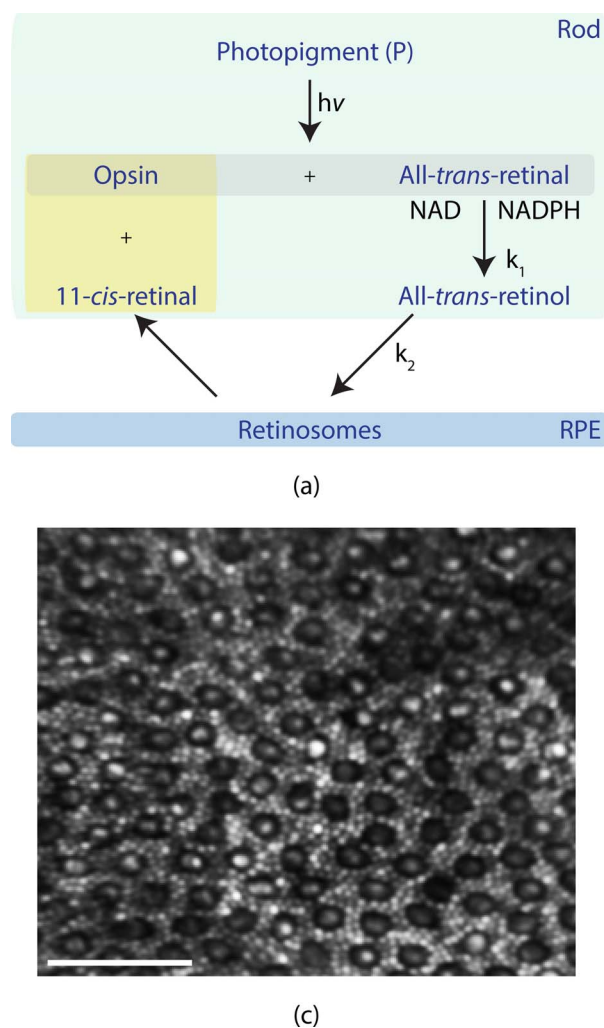 Rod
Photopigment (P)
hν
Opsin + All-trans-retinal
NAD NADPH
+
k1
11-cis-retinal All-trans-retinol
k2
Retinosomes RPE
(a)
(c)